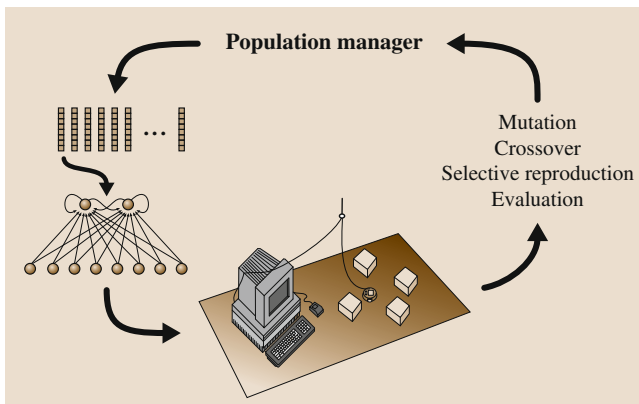 Population manager
Mutation
Crossover
Selective reproduction
Evaluation